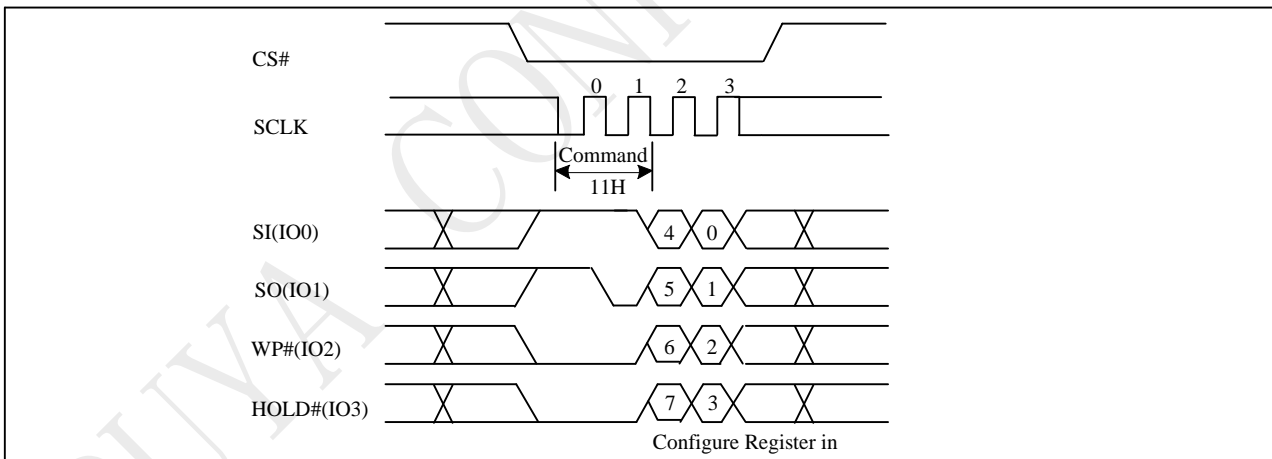 CS#
0 1 2 3
SCLK
Command
11H
SI(IO0) 4 0
SO(IO1) 5 1
WP#(IO2) 6 2
HOLD#(IO3) 7 3
Configure Register in